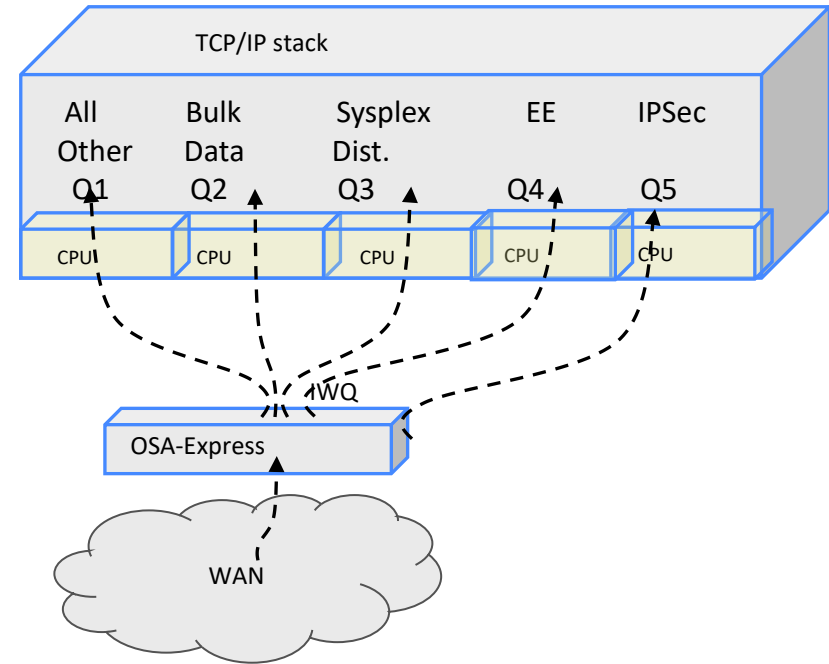 TCP/IP stack
All Other Q1
Bulk Data Q2
Sysplex Dist. Q3
EE Q4
IPSec Q5
CPU CPU CPU CPU CPU
IWQ
OSA-Express
WAN